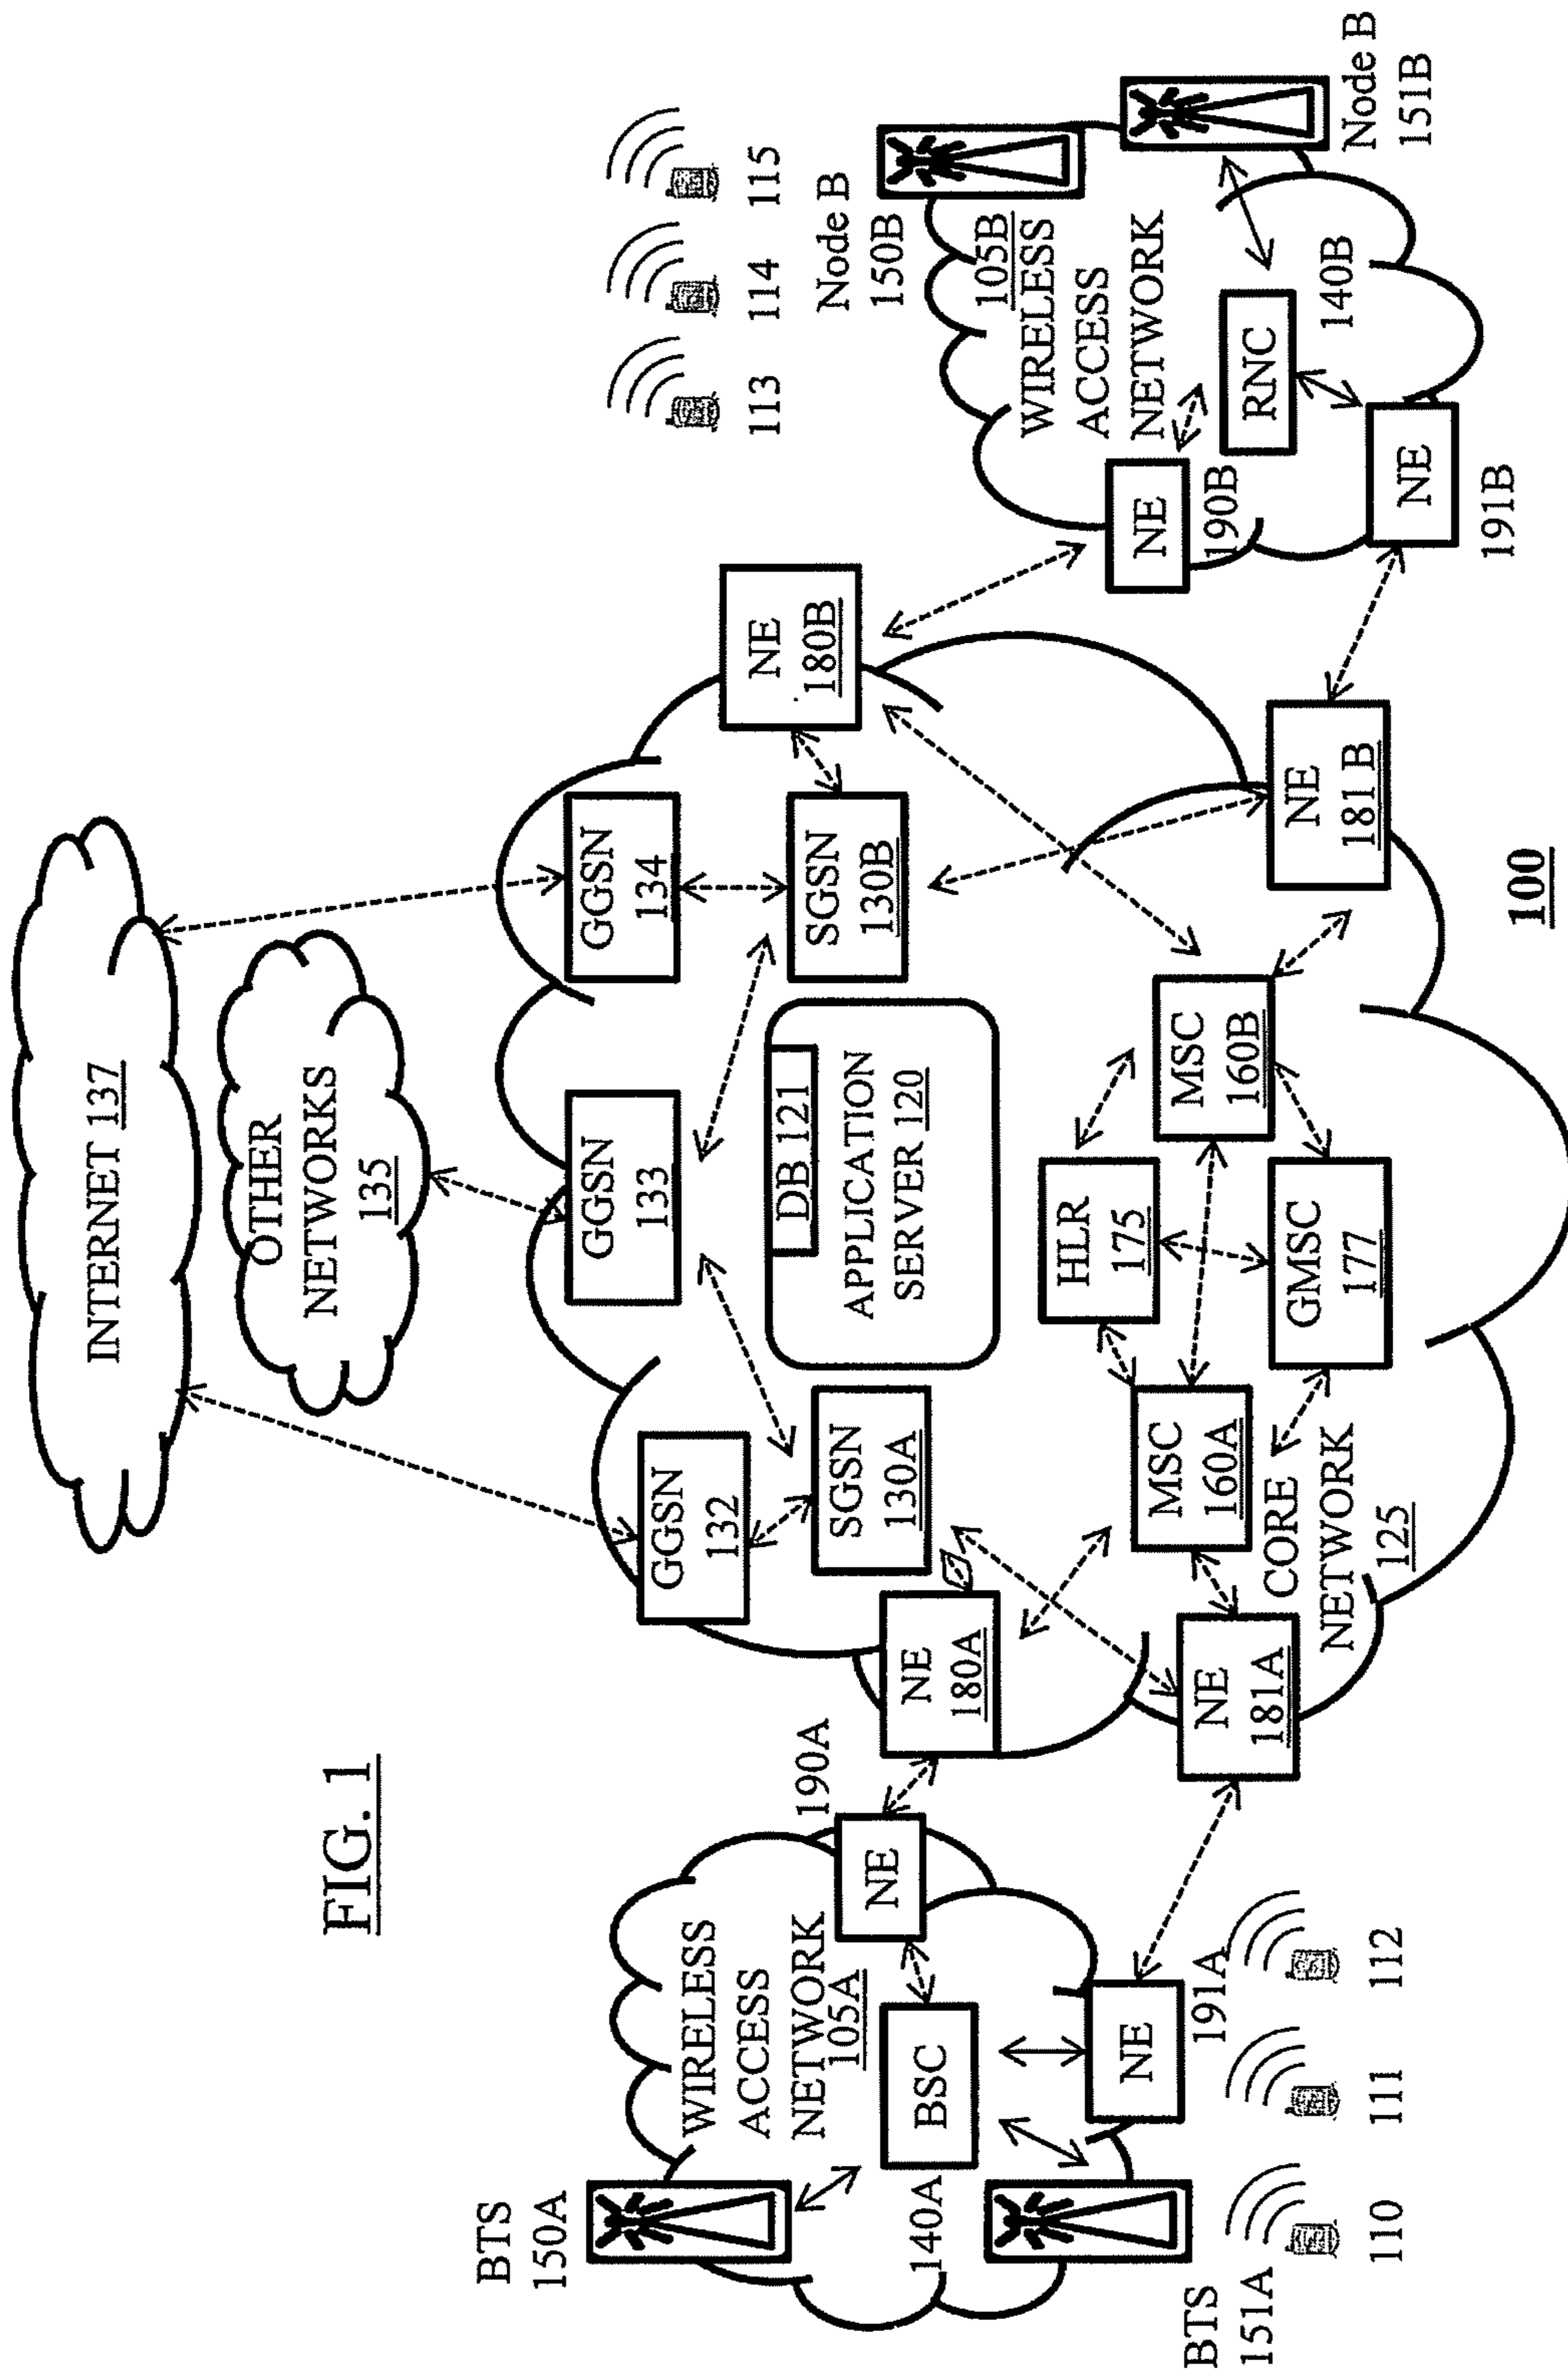 FIG. 1
INTERNET 137
OTHER
NETWORKS
135
GGSN
132
GGSN
133
GGSN
134
SGSN
130A
DB 121
APPLICATION
SERVER 120
SGSN
130B
NE
180A
NE
180B
HLR
175
MSC
160A
MSC
160B
GMSC
177
NE
181A
NE
181B
CORE
NETWORK
125
BTS
150A
WIRELESS
ACCESS
NETWORK
105A
NE
190A
BSC
140A
NE
191A
BTS
151A
110
111
112
113
114
115
Node B
150B
105B
WIRELESS
ACCESS
NETWORK
NE
190B
RNC
140B
NE
191B
Node B
151B
100